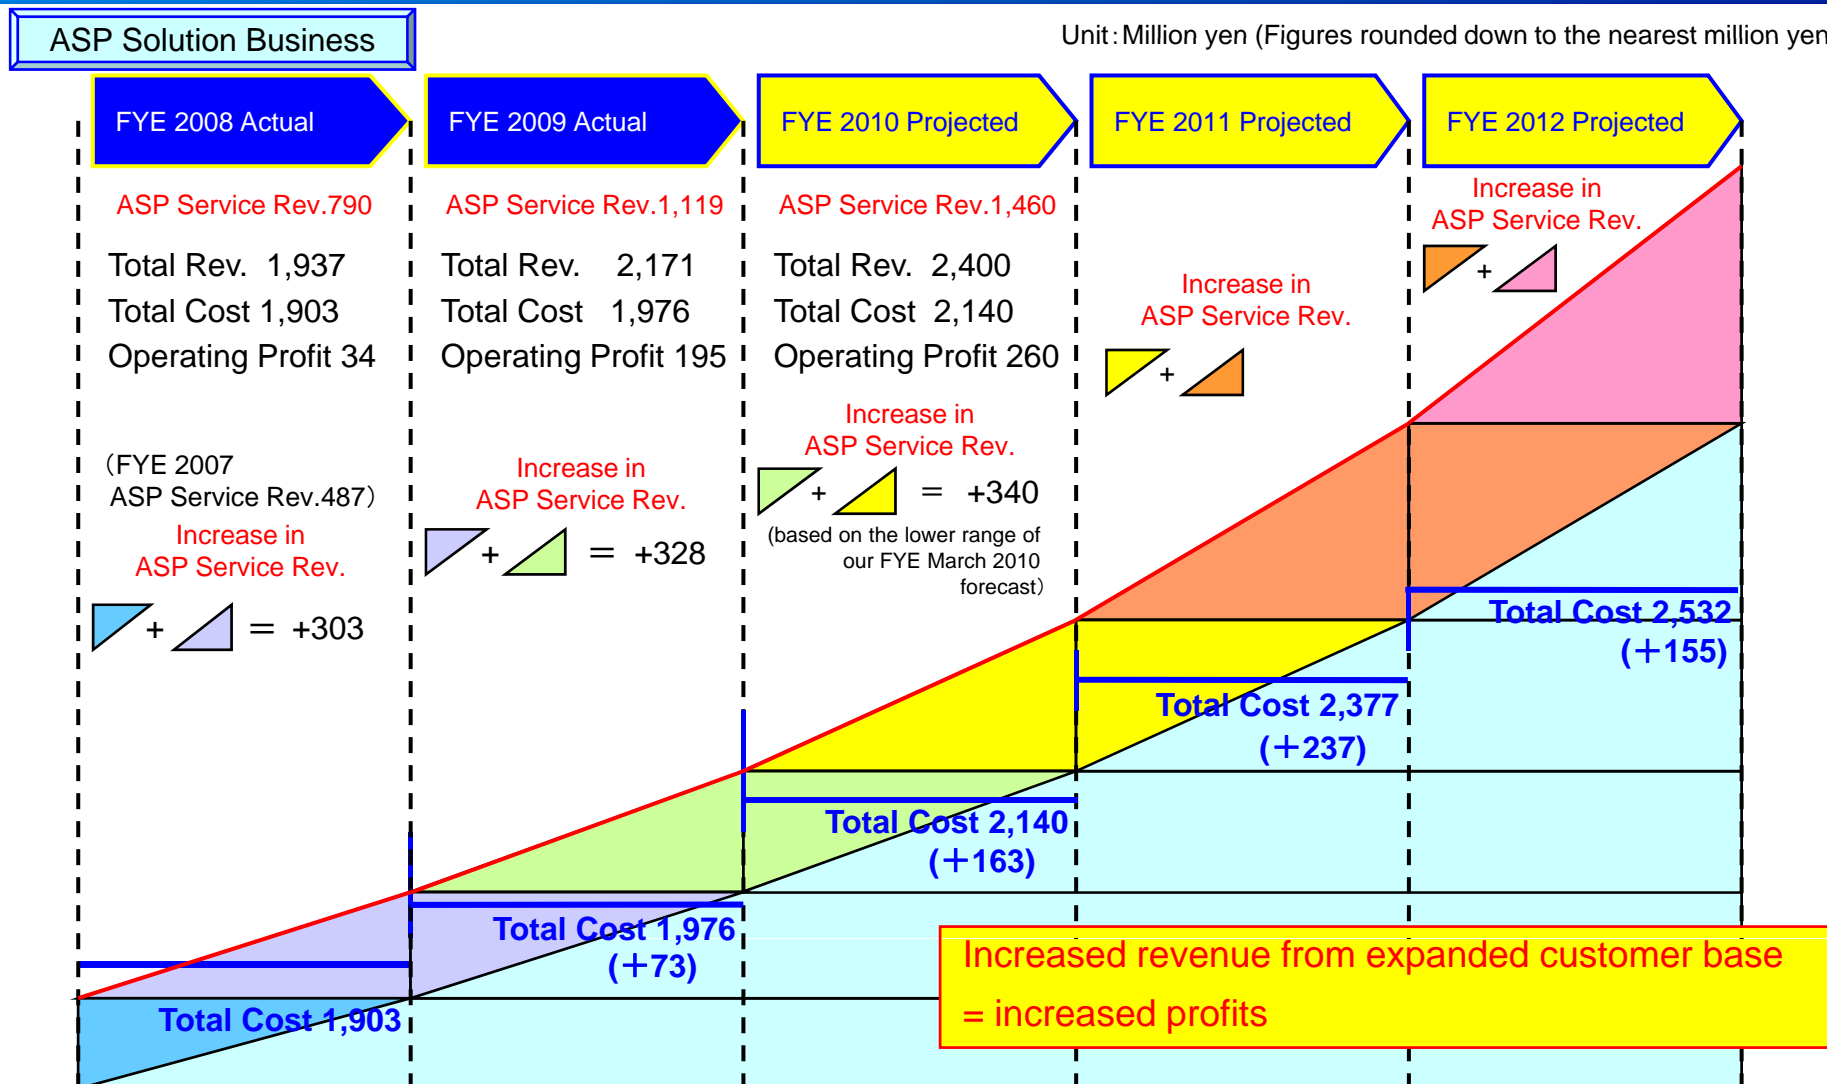 ASP Solution Business
Unit:Million yen (Figures rounded down to the nearest million yen
FYE 2008 Actual
FYE 2009 Actual
FYE 2010 Projected
FYE 2011 Projected
FYE 2012 Projected
ASP Service Rev.790
Total Rev. 1,937
Total Cost 1,903
Operating Profit 34
(FYE 2007
ASP Service Rev.487)
Increase in
ASP Service Rev.
+ = +303
Total Cost 1,903
ASP Service Rev.1,119
Total Rev. 2,171
Total Cost 1,976
Operating Profit 195
Increase in
ASP Service Rev.
+ = +328
Total Cost 1,976
(+73)
ASP Service Rev.1,460
Total Rev. 2,400
Total Cost 2,140
Operating Profit 260
Increase in
ASP Service Rev.
+ = +340
(based on the lower range of
our FYE March 2010
forecast)
Total Cost 2,140
(+163)
Increase in
ASP Service Rev.
+
Total Cost 2,377
(+237)
Increase in
ASP Service Rev.
+
Total Cost 2,532
(+155)
Increased revenue from expanded customer base
= increased profits